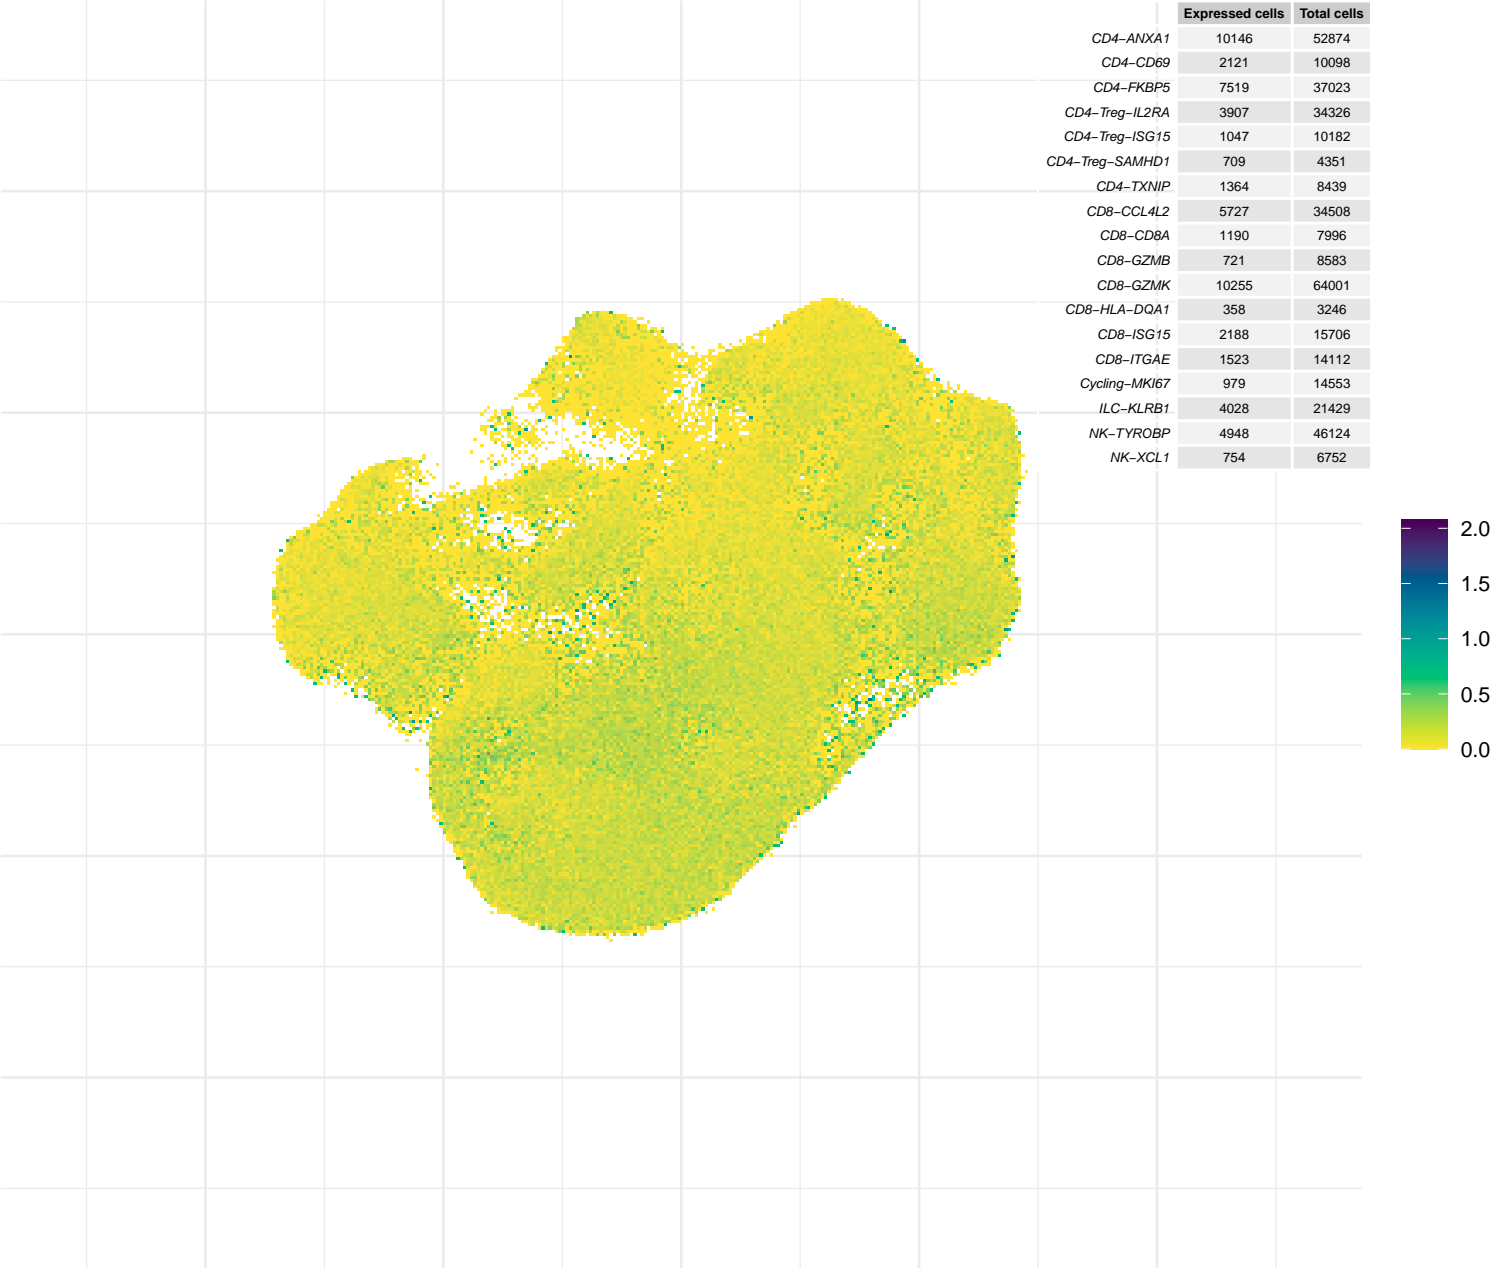 Expressed cells Total cells
CD4−ANXA1 10146 52874
CD4−CD69 2121 10098
CD4−FKBP5 7519 37023
CD4−Treg−IL2RA 3907 34326
CD4−Treg−ISG15 1047 10182
CD4−Treg−SAMHD1 709 4351
CD4−TXNIP 1364 8439
CD8−CCL4L2 5727 34508
CD8−CD8A 1190 7996
CD8−GZMB 721 8583
CD8−GZMK 10255 64001
CD8−HLA−DQA1 358 3246
CD8−ISG15 2188 15706
CD8−ITGAE 1523 14112
Cycling−MKI67 979 14553
ILC−KLRB1 4028 21429
NK−TYROBP 4948 46124
NK−XCL1 754 6752
2.0
1.5
1.0
0.5
0.0